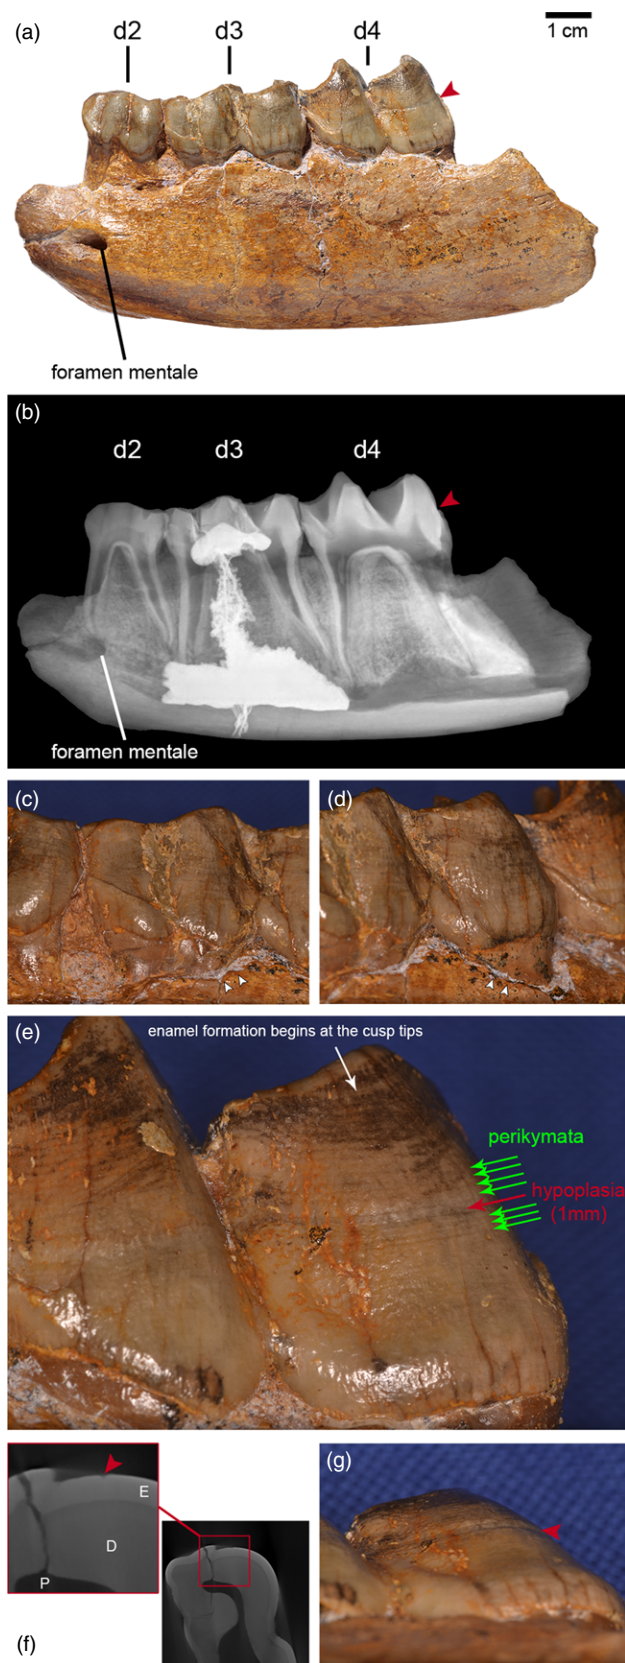 (a)
d2 d3 d4
1 cm
foramen mentale
(b)
d2 d3 d4
foramen mentale
(c)
(d)
(e)
enamel formation begins at the cusp tips
perikymata
hypoplasia
(1mm)
E
D
P
(f)
(g)